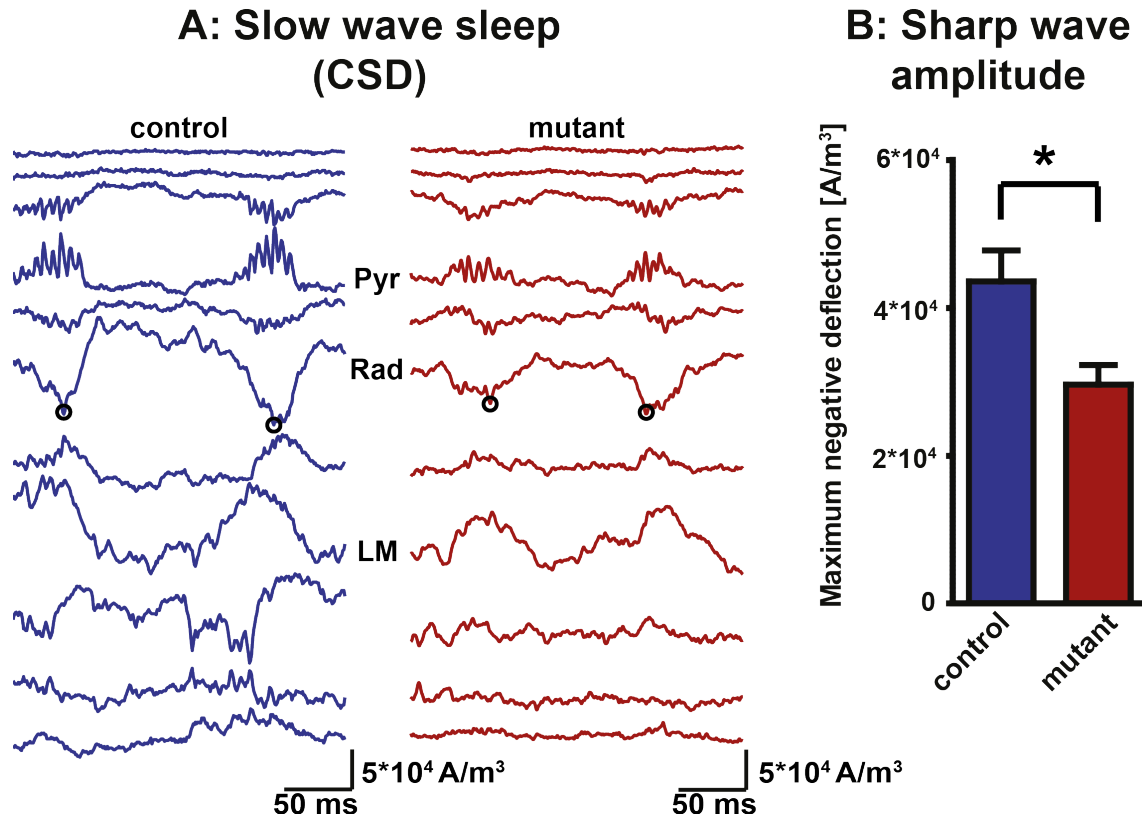 A: Slow wave sleep
(CSD)
control
mutant
Pyr
Rad
LM
5*10⁴ A/m³
50 ms
5*10⁴ A/m³
50 ms
B: Sharp wave
amplitude
Maximum negative deflection [A/m³]
6*10⁴
*
4*10⁴
2*10⁴
0
control
mutant